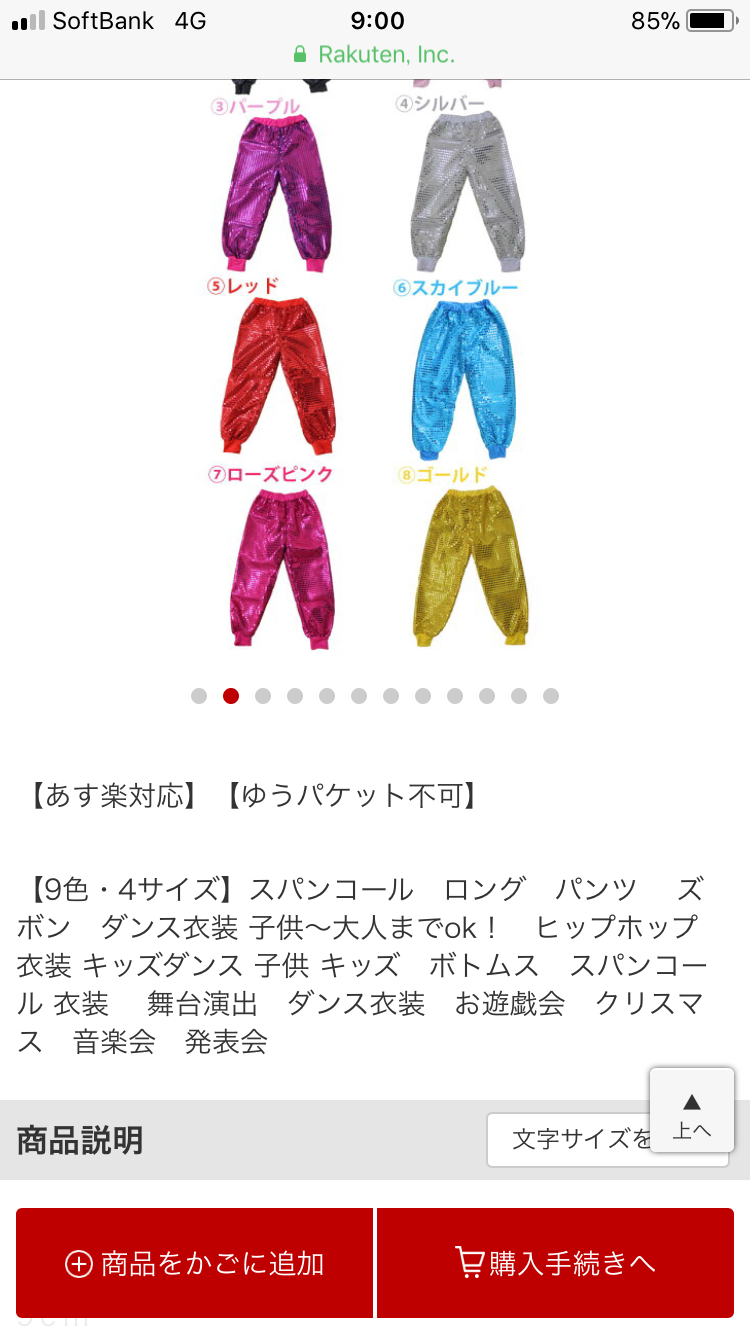 SoftBank 4G 9:00 85%
Rakuten, Inc.
③パープル ④シルバー
⑤レッド ⑥スカイブルー
⑦ローズピンク ⑧ゴールド
【あす楽対応】【ゆうパケット不可】
【9色・4サイズ】スパンコール　ロング　パンツ　ズ
ボン　ダンス衣装 子供〜大人までok！　ヒップホップ
衣装 キッズダンス 子供 キッズ　ボトムス　スパンコー
ル 衣装　舞台演出　ダンス衣装　お遊戯会　クリスマ
ス　音楽会　発表会
商品説明 文字サイズを
▲
上へ
商品をかごに追加 購入手続きへ